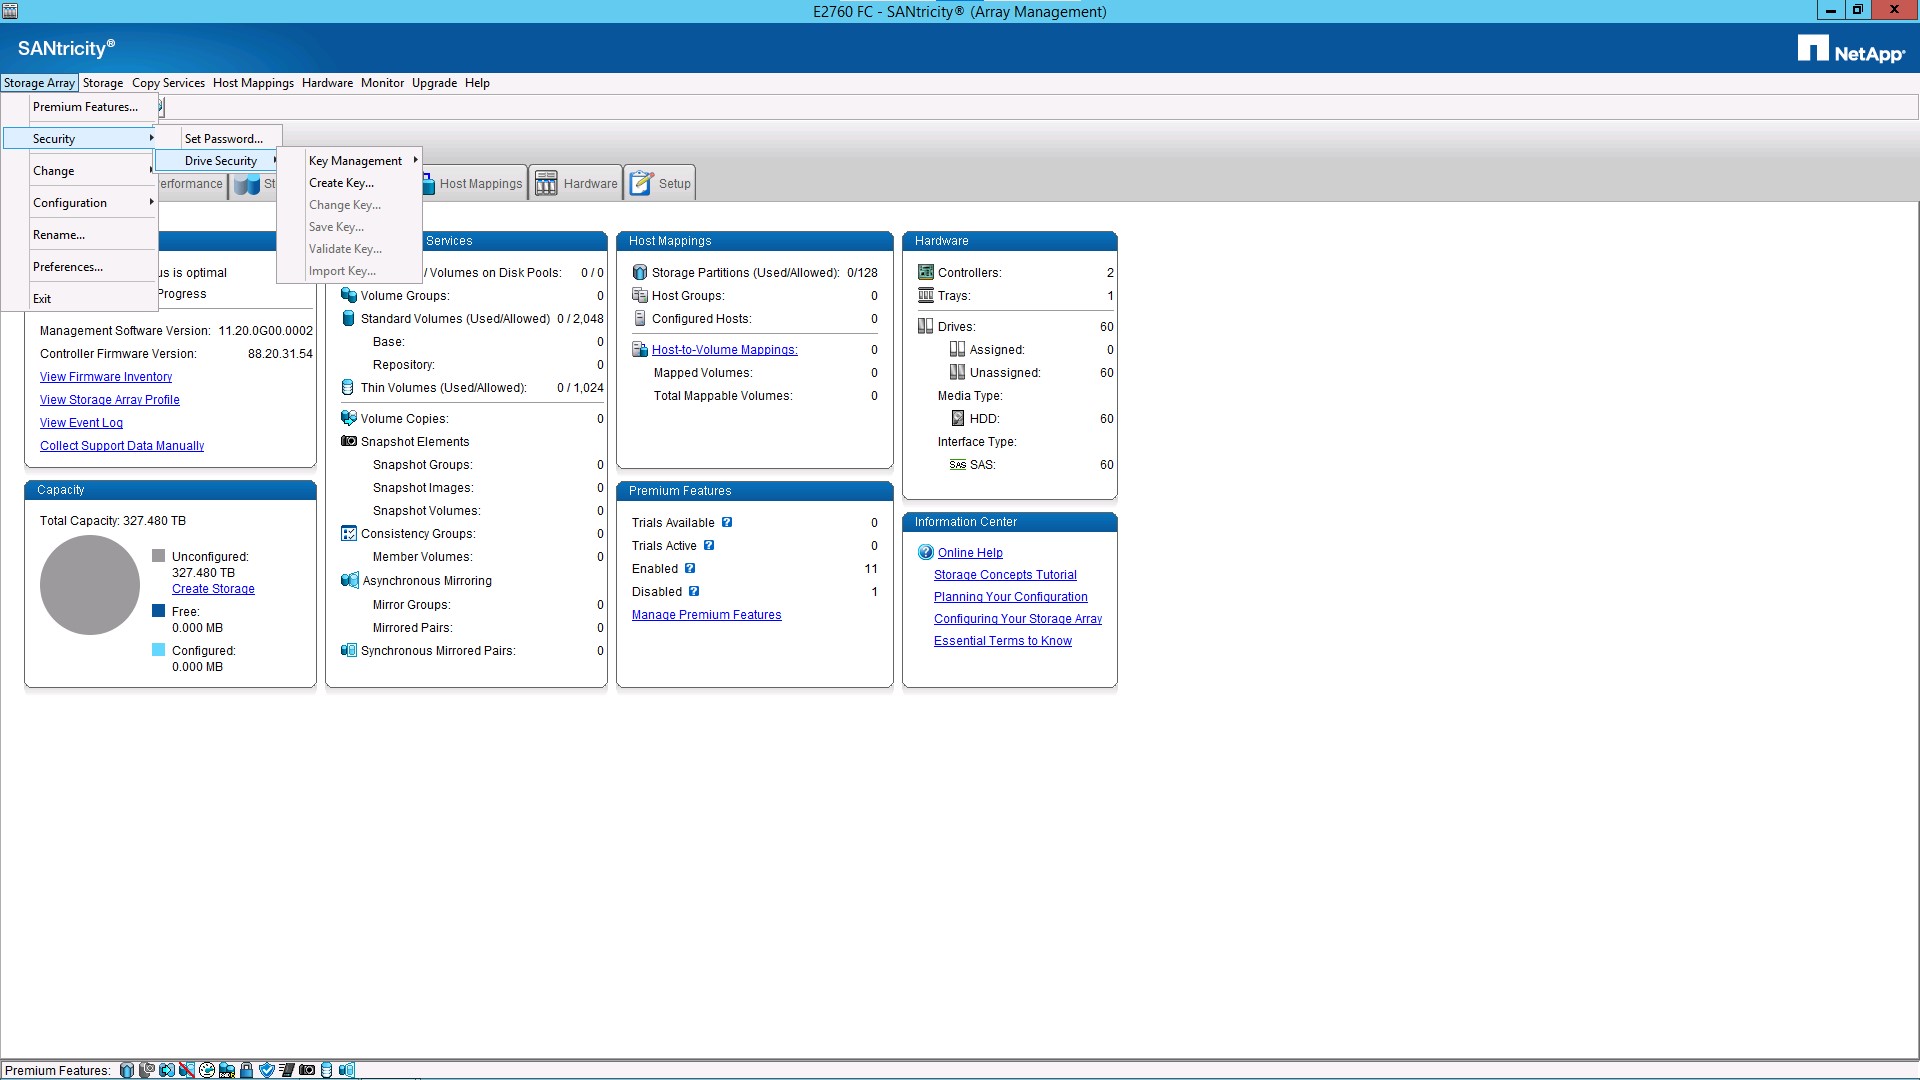 E2760 FC - SANtricity® (Array Management)
SANtricity®
NetApp®
Storage Array Storage Copy Services Host Mappings Hardware Monitor Upgrade Help
Premium Features...
Security
Change
Configuration
Rename...
Preferences...
Exit
Set Password...
Drive Security
Key Management
Create Key...
Change Key...
Save Key...
Validate Key...
Import Key...
erformance
St
Host Mappings
Hardware
Setup
us is optimal
Progress
Management Software Version: 11.20.0G00.0002
Controller Firmware Version: 88.20.31.54
View Firmware Inventory
View Storage Array Profile
View Event Log
Collect Support Data Manually
Capacity
Total Capacity: 327.480 TB
Unconfigured:
327.480 TB
Create Storage
Free:
0.000 MB
Configured:
0.000 MB
Services
/ Volumes on Disk Pools: 0 / 0
Volume Groups: 0
Standard Volumes (Used/Allowed) 0 / 2,048
Base: 0
Repository: 0
Thin Volumes (Used/Allowed): 0 / 1,024
Volume Copies: 0
Snapshot Elements
Snapshot Groups: 0
Snapshot Images: 0
Snapshot Volumes: 0
Consistency Groups: 0
Member Volumes: 0
Asynchronous Mirroring
Mirror Groups: 0
Mirrored Pairs: 0
Synchronous Mirrored Pairs: 0
Host Mappings
Storage Partitions (Used/Allowed): 0/128
Host Groups: 0
Configured Hosts: 0
Host-to-Volume Mappings: 0
Mapped Volumes: 0
Total Mappable Volumes: 0
Premium Features
Trials Available ? 0
Trials Active ? 0
Enabled ? 11
Disabled ? 1
Manage Premium Features
Hardware
Controllers: 2
Trays: 1
Drives: 60
Assigned: 0
Unassigned: 60
Media Type:
HDD: 60
Interface Type:
SAS SAS: 60
Information Center
? Online Help
Storage Concepts Tutorial
Planning Your Configuration
Configuring Your Storage Array
Essential Terms to Know
Premium Features: